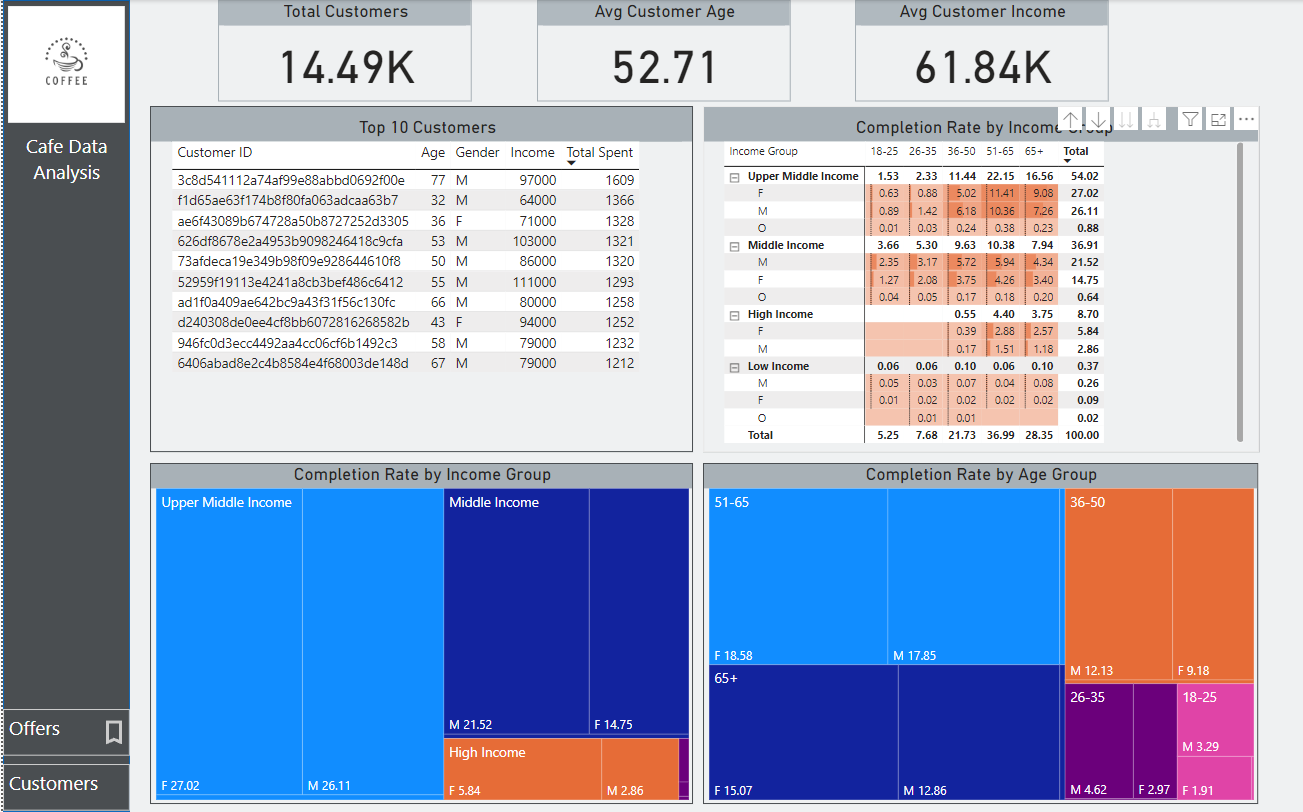 Total Customers
14.49K
Avg Customer Age
52.71
Avg Customer Income
61.84K
COFFEE
Cafe Data
Analysis
Offers
Customers
Top 10 Customers
Customer ID Age Gender Income Total Spent
3c8d541112a74af99e88abbd0692f00e 77 M 97000 1609
f1d65ae63f174b8f80fa063adcaa63b7 32 M 64000 1366
ae6f43089b674728a50b8727252d3305 36 F 71000 1328
626df8678e2a4953b9098246418c9cfa 53 M 103000 1321
73afdeca19e349b98f09e928644610f8 50 M 86000 1320
52959f19113e4241a8cb3bef486c6412 55 M 111000 1293
ad1f0a409ae642bc9a43f31f56c130fc 66 M 80000 1258
d240308de0ee4cf8bb6072816268582b 43 F 94000 1252
946fc0d3ecc4492aa4cc06cf6b1492c3 58 M 79000 1232
6406abad8e2c4b8584e4f68003de148d 67 M 79000 1212
Completion Rate by Income Group
Income Group 18-25 26-35 36-50 51-65 65+ Total
Upper Middle Income 1.53 2.33 11.44 22.15 16.56 54.02
F 0.63 0.88 5.02 11.41 9.08 27.02
M 0.89 1.42 6.18 10.36 7.26 26.11
O 0.01 0.03 0.24 0.38 0.23 0.88
Middle Income 3.66 5.30 9.63 10.38 7.94 36.91
M 2.35 3.17 5.72 5.94 4.34 21.52
F 1.27 2.08 3.75 4.26 3.40 14.75
O 0.04 0.05 0.17 0.18 0.20 0.64
High Income 0.55 4.40 3.75 8.70
F 0.39 2.88 2.57 5.84
M 0.17 1.51 1.18 2.86
Low Income 0.06 0.06 0.10 0.06 0.10 0.37
M 0.05 0.03 0.07 0.04 0.08 0.26
F 0.01 0.02 0.02 0.02 0.02 0.09
O 0.01 0.01 0.02
Total 5.25 7.68 21.73 36.99 28.35 100.00
Completion Rate by Income Group
Upper Middle Income
F 27.02
M 26.11
Middle Income
M 21.52
F 14.75
High Income
F 5.84
M 2.86
Completion Rate by Age Group
51-65
F 18.58
M 17.85
65+
F 15.07
M 12.86
36-50
M 12.13
F 9.18
26-35
M 4.62
F 2.97
18-25
M 3.29
F 1.91